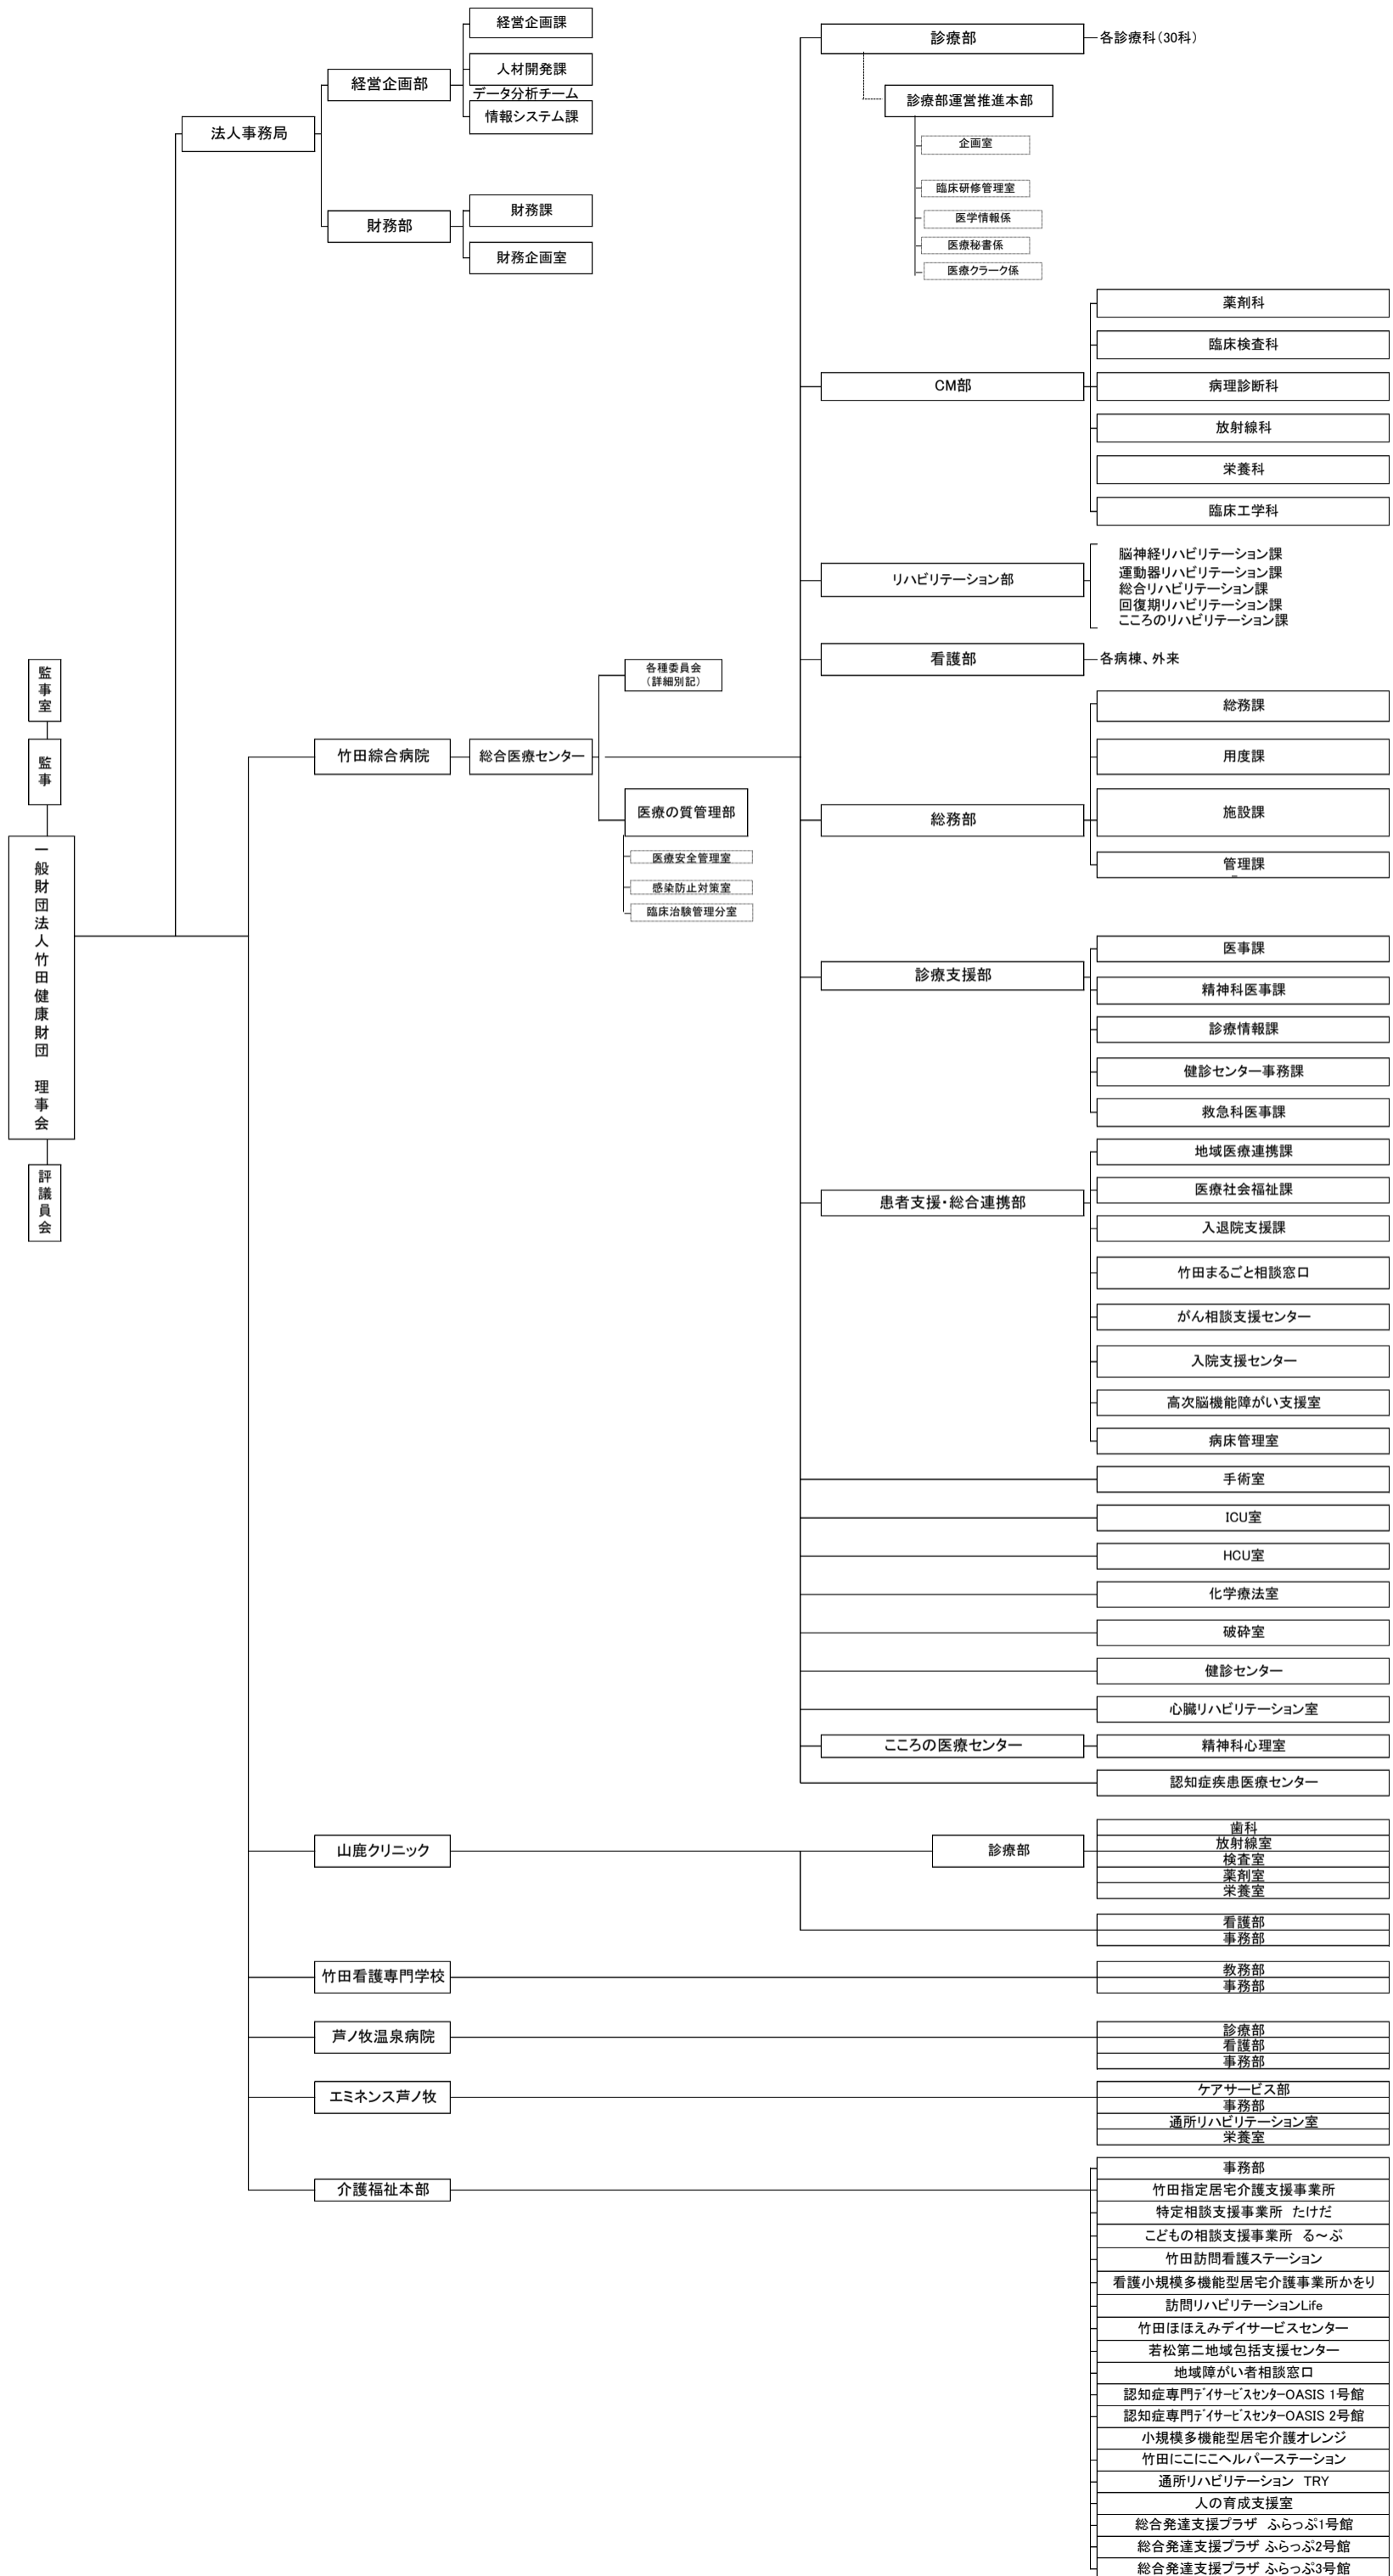 監事室
監事
一般財団法人竹田健康財団　理事会
評議員会
法人事務局
経営企画部
経営企画課
人材開発課
データ分析チーム
情報システム課
財務部
財務課
財務企画室
竹田綜合病院
総合医療センター
各種委員会
（詳細別記）
医療の質管理部
医療安全管理室
感染防止対策室
臨床治験管理分室
診療部
各診療科（30科）
診療部運営推進本部
企画室
臨床研修管理室
医学情報係
医療秘書係
医療クラーク係
CM部
薬剤科
臨床検査科
病理診断科
放射線科
栄養科
臨床工学科
リハビリテーション部
脳神経リハビリテーション課
運動器リハビリテーション課
総合リハビリテーション課
回復期リハビリテーション課
こころのリハビリテーション課
看護部
各病棟、外来
総務部
総務課
用度課
施設課
管理課
診療支援部
医事課
精神科医事課
診療情報課
健診センター事務課
救急科医事課
患者支援・総合連携部
地域医療連携課
医療社会福祉課
入退院支援課
竹田まるごと相談窓口
がん相談支援センター
入院支援センター
高次脳機能障がい支援室
病床管理室
手術室
ICU室
HCU室
化学療法室
破砕室
健診センター
心臓リハビリテーション室
こころの医療センター
精神科心理室
認知症疾患医療センター
山鹿クリニック
診療部
歯科
放射線室
検査室
薬剤室
栄養室
看護部
事務部
竹田看護専門学校
教務部
事務部
芦ノ牧温泉病院
診療部
看護部
事務部
エミネンス芦ノ牧
ケアサービス部
事務部
通所リハビリテーション室
栄養室
介護福祉本部
事務部
竹田指定居宅介護支援事業所
特定相談支援事業所　たけだ
こどもの相談支援事業所　る～ぷ
竹田訪問看護ステーション
看護小規模多機能型居宅介護事業所かをり
訪問リハビリテーションLife
竹田ほほえみデイサービスセンター
若松第二地域包括支援センター
地域障がい者相談窓口
認知症専門ﾃﾞｲｻｰﾋﾞｽｾﾝﾀｰOASIS 1号館
認知症専門ﾃﾞｲｻｰﾋﾞｽｾﾝﾀｰOASIS 2号館
小規模多機能型居宅介護オレンジ
竹田にこにこヘルパーステーション
通所リハビリテーション　TRY
人の育成支援室
総合発達支援プラザ　ふらっぷ1号館
総合発達支援プラザ ふらっぷ2号館
総合発達支援プラザ ふらっぷ3号館